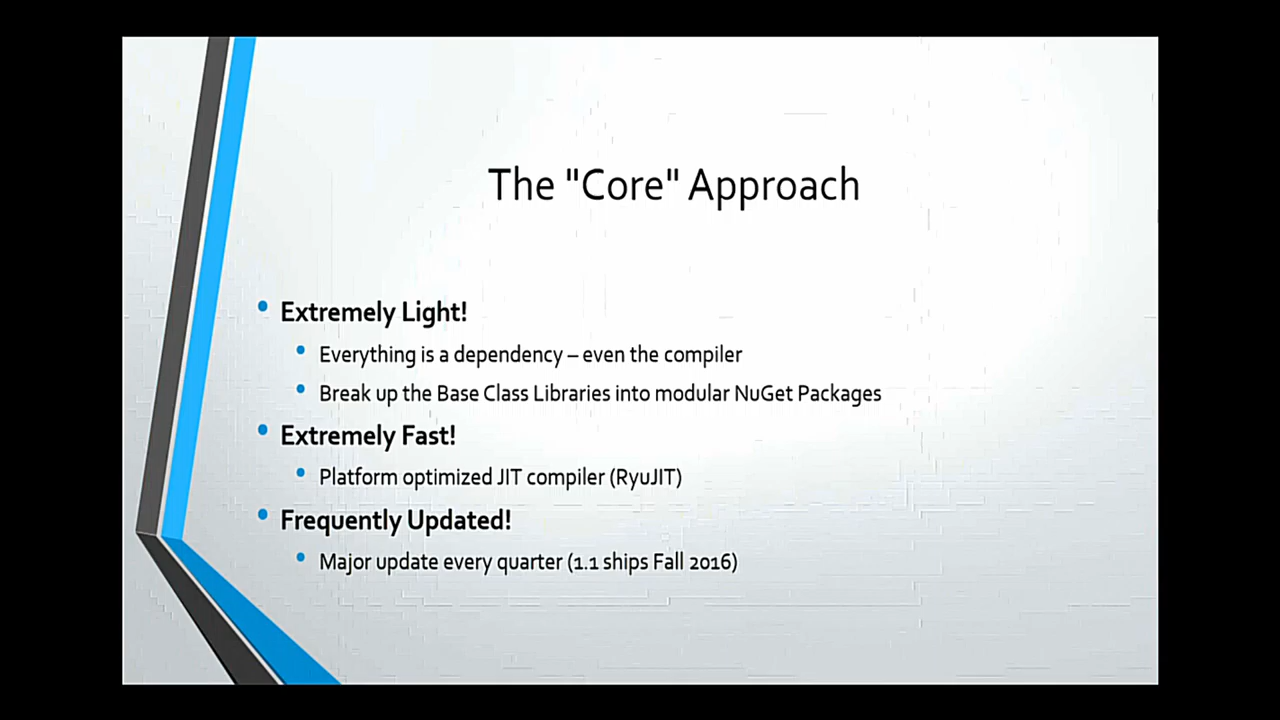 The "Core" Approach
• Extremely Light!
• Everything is a dependency – even the compiler
• Break up the Base Class Libraries into modular NuGet Packages
• Extremely Fast!
• Platform optimized JIT compiler (RyuJIT)
• Frequently Updated!
• Major update every quarter (1.1 ships Fall 2016)